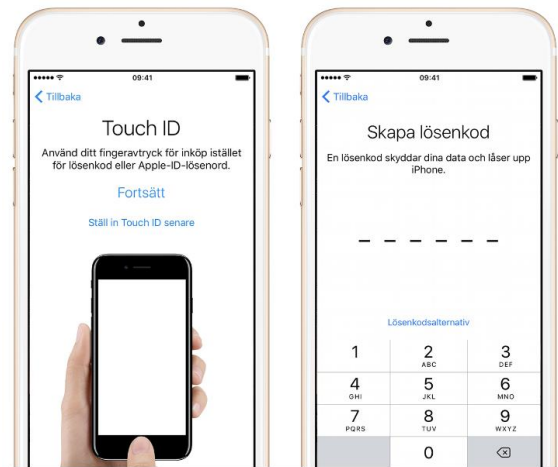 09:41
Tillbaka
Touch ID
Använd ditt fingeravtryck för inköp istället
för lösenkod eller Apple-ID-lösenord.
Fortsätt
Ställ in Touch ID senare
09:41
Tillbaka
Skapa lösenkod
En lösenkod skyddar dina data och låser upp
iPhone.
Lösenkodsalternativ
1 2 3
ABC DEF
4 5 6
GHI JKL MNO
7 8 9
PQRS TUV WXYZ
0